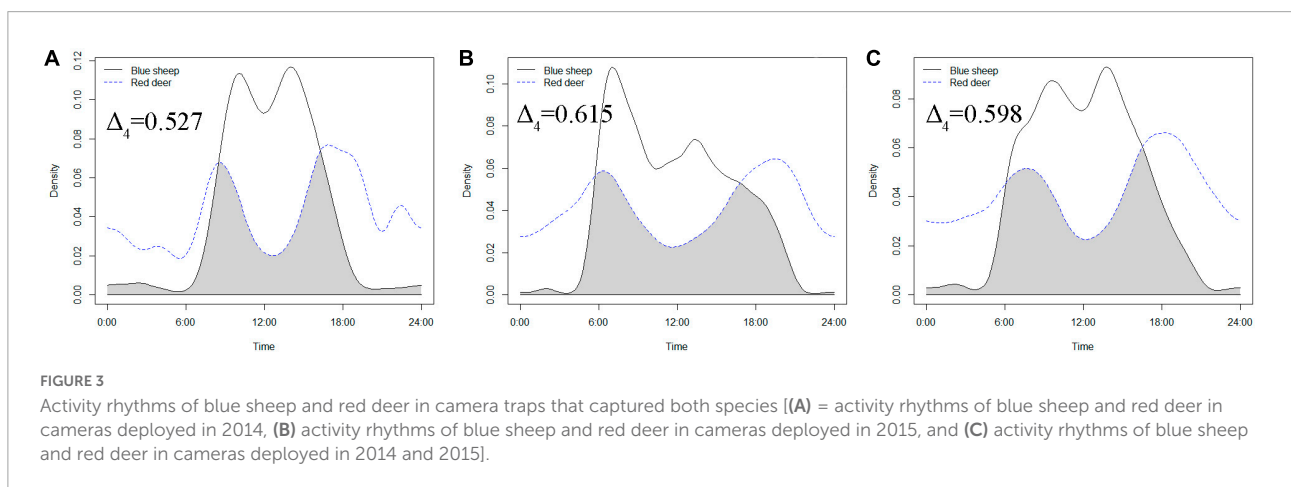 A
Blue sheep
Red deer
Δ4=0.527
Density
0.00 0.02 0.04 0.06 0.08 0.10 0.12
0:00 6:00 12:00 18:00 24:00
Time
B
Blue sheep
Red deer
Δ4=0.615
Density
0.00 0.02 0.04 0.06 0.08 0.10
0:00 6:00 12:00 18:00 24:00
Time
C
Blue sheep
Red deer
Δ4=0.598
Density
0.00 0.02 0.04 0.06 0.08
0:00 6:00 12:00 18:00 24:00
Time
FIGURE 3
Activity rhythms of blue sheep and red deer in camera traps that captured both species [(A) = activity rhythms of blue sheep and red deer in
cameras deployed in 2014, (B) activity rhythms of blue sheep and red deer in cameras deployed in 2015, and (C) activity rhythms of blue sheep
and red deer in cameras deployed in 2014 and 2015].